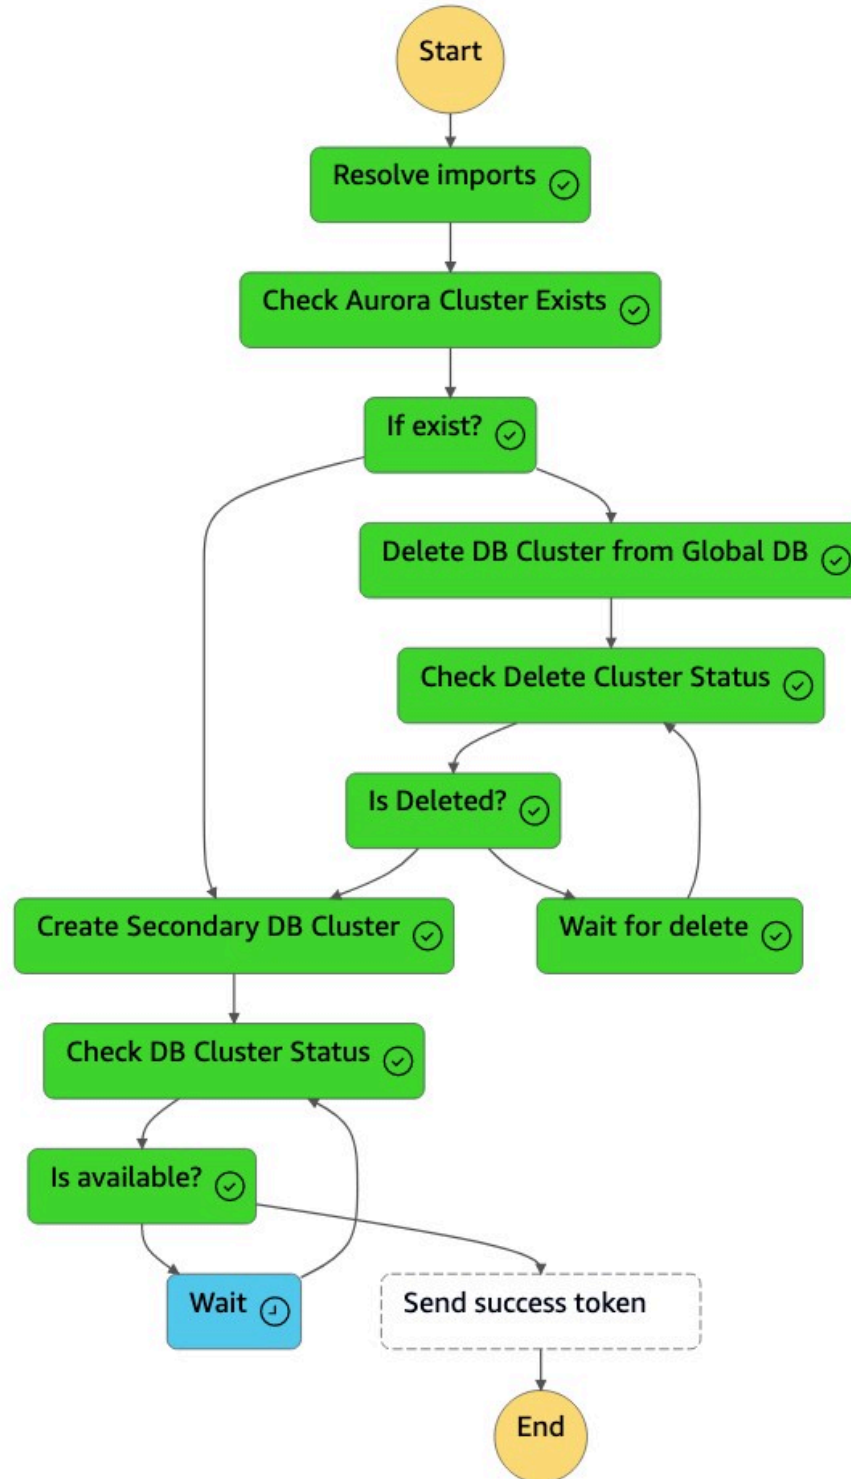 Start
Resolve imports
Check Aurora Cluster Exists
If exist?
Delete DB Cluster from Global DB
Check Delete Cluster Status
Is Deleted?
Create Secondary DB Cluster
Wait for delete
Check DB Cluster Status
Is available?
Wait
Send success token
End